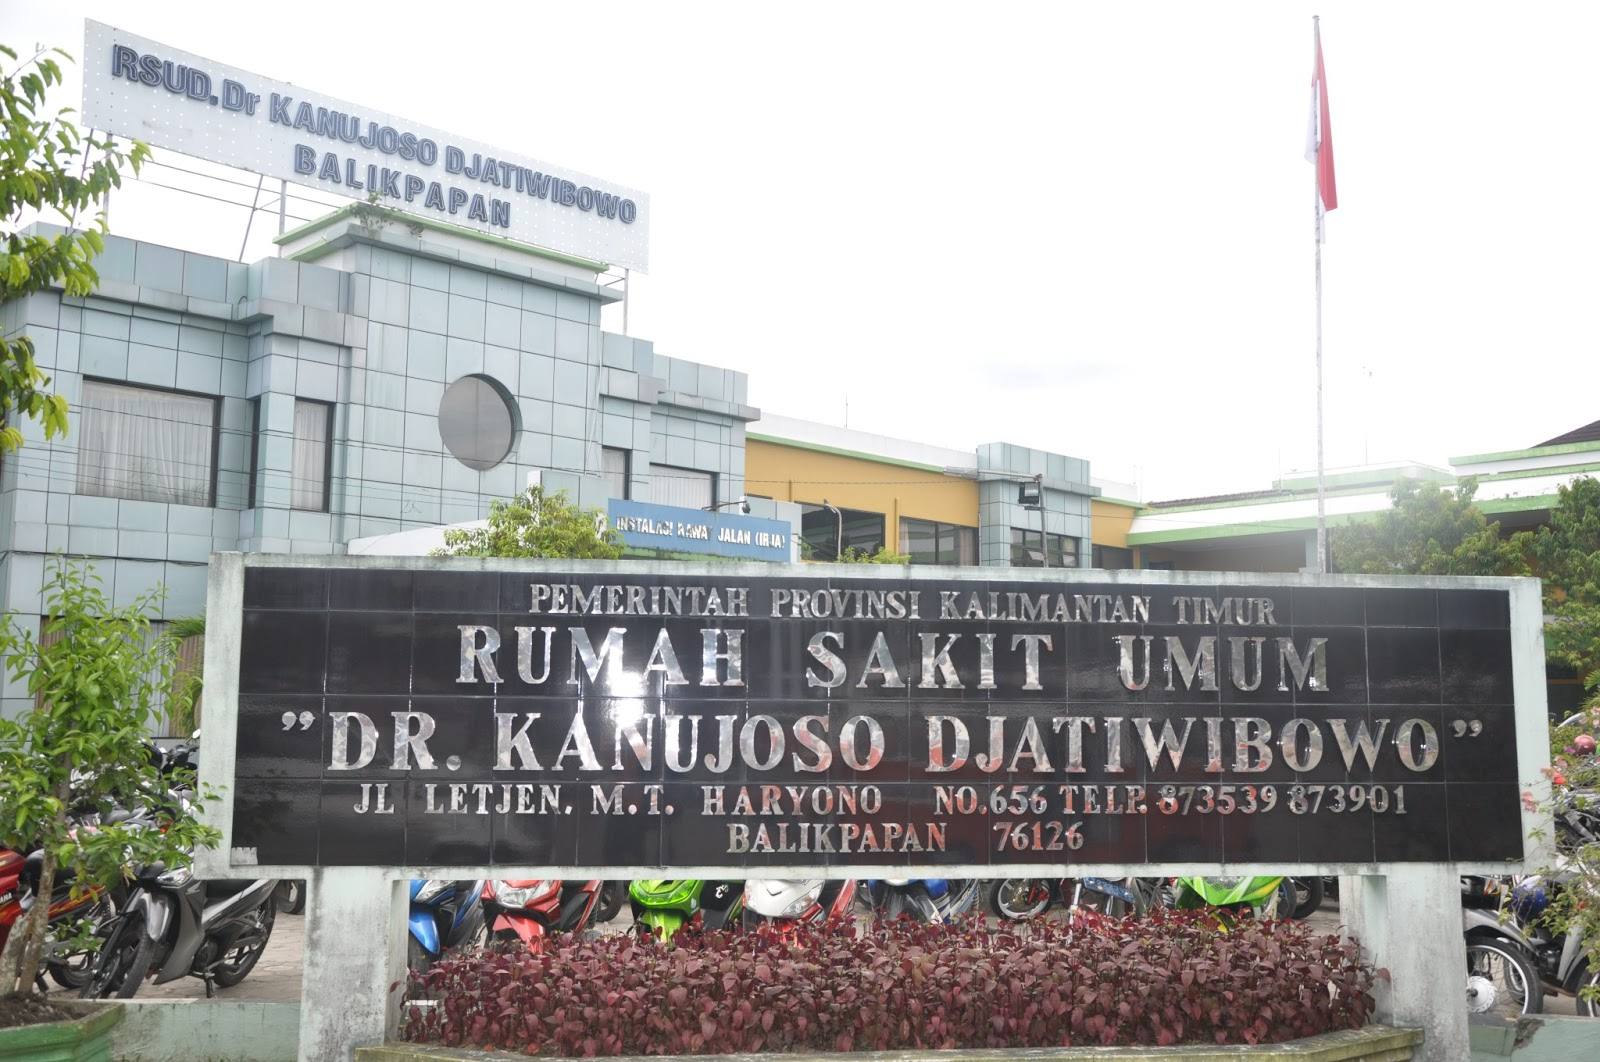 RSUD.Dr KANUJOSO DJATIWIBOWO
BALIKPAPAN
INSTALASI RAWAT JALAN (IRJA)
PEMERINTAH PROVINSI KALIMANTAN TIMUR
RUMAH SAKIT UMUM
"DR. KANUJOSO DJATIWIBOWO"
JL LETJEN. M.T. HARYONO NO.656 TELP. 873539 873901
BALIKPAPAN 76126